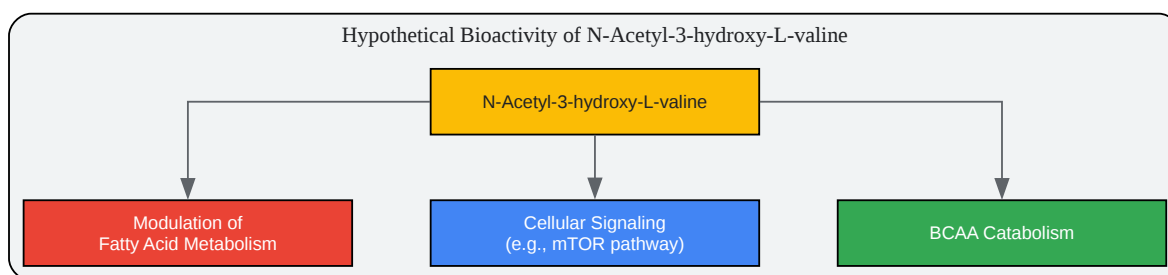 Hypothetical Bioactivity of N-Acetyl-3-hydroxy-L-valine
N-Acetyl-3-hydroxy-L-valine
Modulation of
Fatty Acid Metabolism
Cellular Signaling
(e.g., mTOR pathway)
BCAA Catabolism